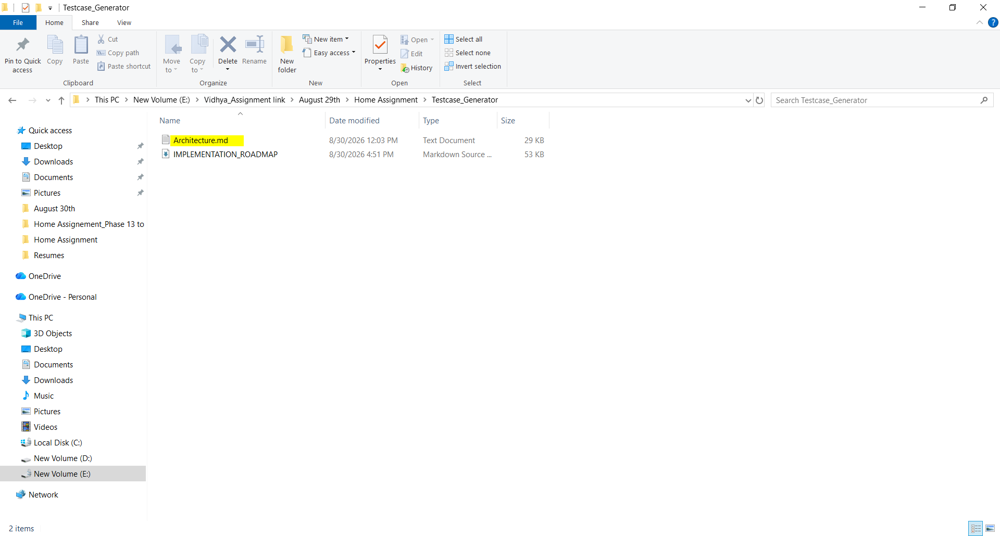 Testcase_Generator
File Home Share View
Pin to Quick access
Copy
Paste
Cut
Copy path
Paste shortcut
Clipboard
Move to
Copy to
Delete
Rename
Organize
New folder
New item
Easy access
New
Properties
Open
Edit
History
Open
Select all
Select none
Invert selection
Select
This PC > New Volume (E:) > Vidhya_Assignment link > August 29th > Home Assignment > Testcase_Generator
Search Testcase_Generator
Name Date modified Type Size
Architecture.md 8/30/2026 12:03 PM Text Document 29 KB
IMPLEMENTATION_ROADMAP 8/30/2026 4:51 PM Markdown Source ... 53 KB
Quick access
Desktop
Downloads
Documents
Pictures
August 30th
Home Assignement_Phase 13 to
Home Assignment
Resumes
OneDrive
OneDrive - Personal
This PC
3D Objects
Desktop
Documents
Downloads
Music
Pictures
Videos
Local Disk (C:)
New Volume (D:)
New Volume (E:)
Network
2 items